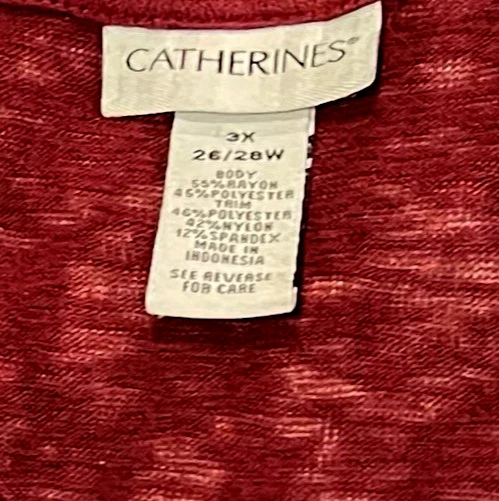 CATHERINES®
3X
26/28W
BODY
55%RAYON
45%POLYESTER
TRIM
46%POLYESTER
42%NYLON
12%SPANDEX
MADE IN
INDONESIA
SEE REVERSE
FOR CARE